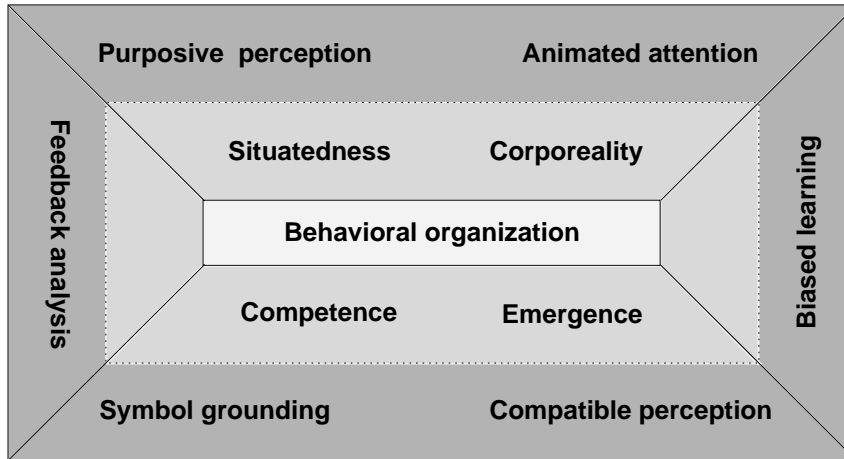 Purposive perception
Animated attention
Feedback analysis
Situatedness
Corporeality
Biased learning
Behavioral organization
Competence
Emergence
Symbol grounding
Compatible perception